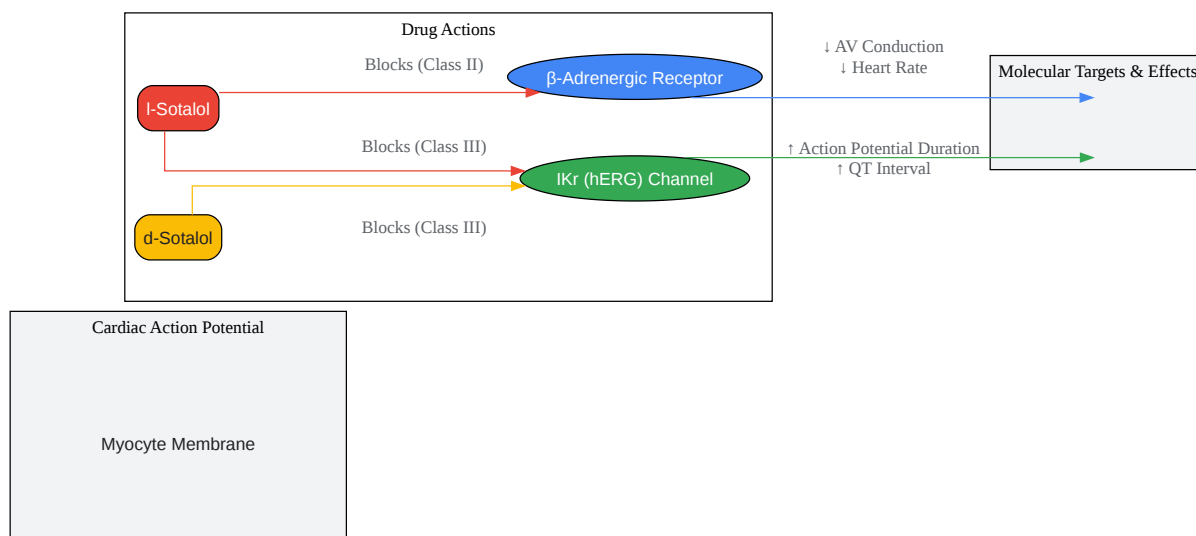 Drug Actions
Blocks (Class II)
β-Adrenergic Receptor
↓ AV Conduction
↓ Heart Rate
Molecular Targets & Effects
l-Sotalol
Blocks (Class III)
IKr (hERG) Channel
↑ Action Potential Duration
↑ QT Interval
d-Sotalol
Blocks (Class III)
Cardiac Action Potential
Myocyte Membrane